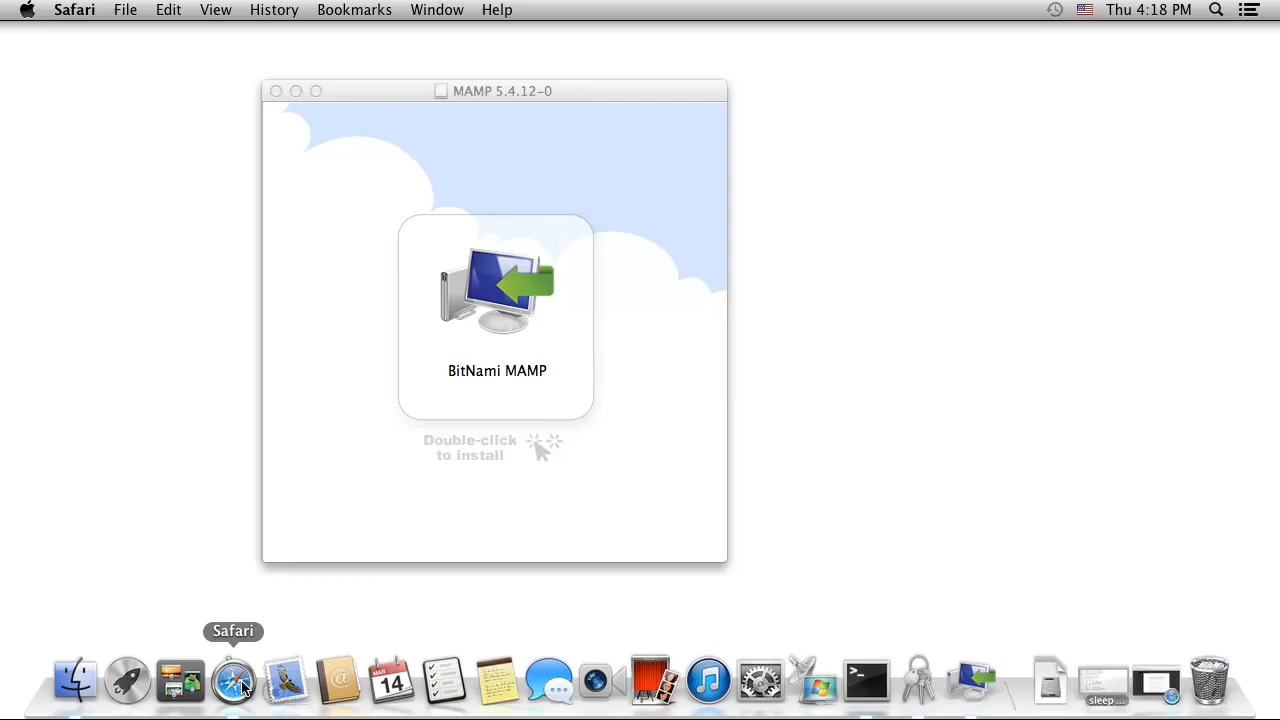 Safari File Edit View History Bookmarks Window Help Thu 4:18 PM
MAMP 5.4.12-0
BitNami MAMP
Double-click
to install
Safari
MAR
14
sleep ...